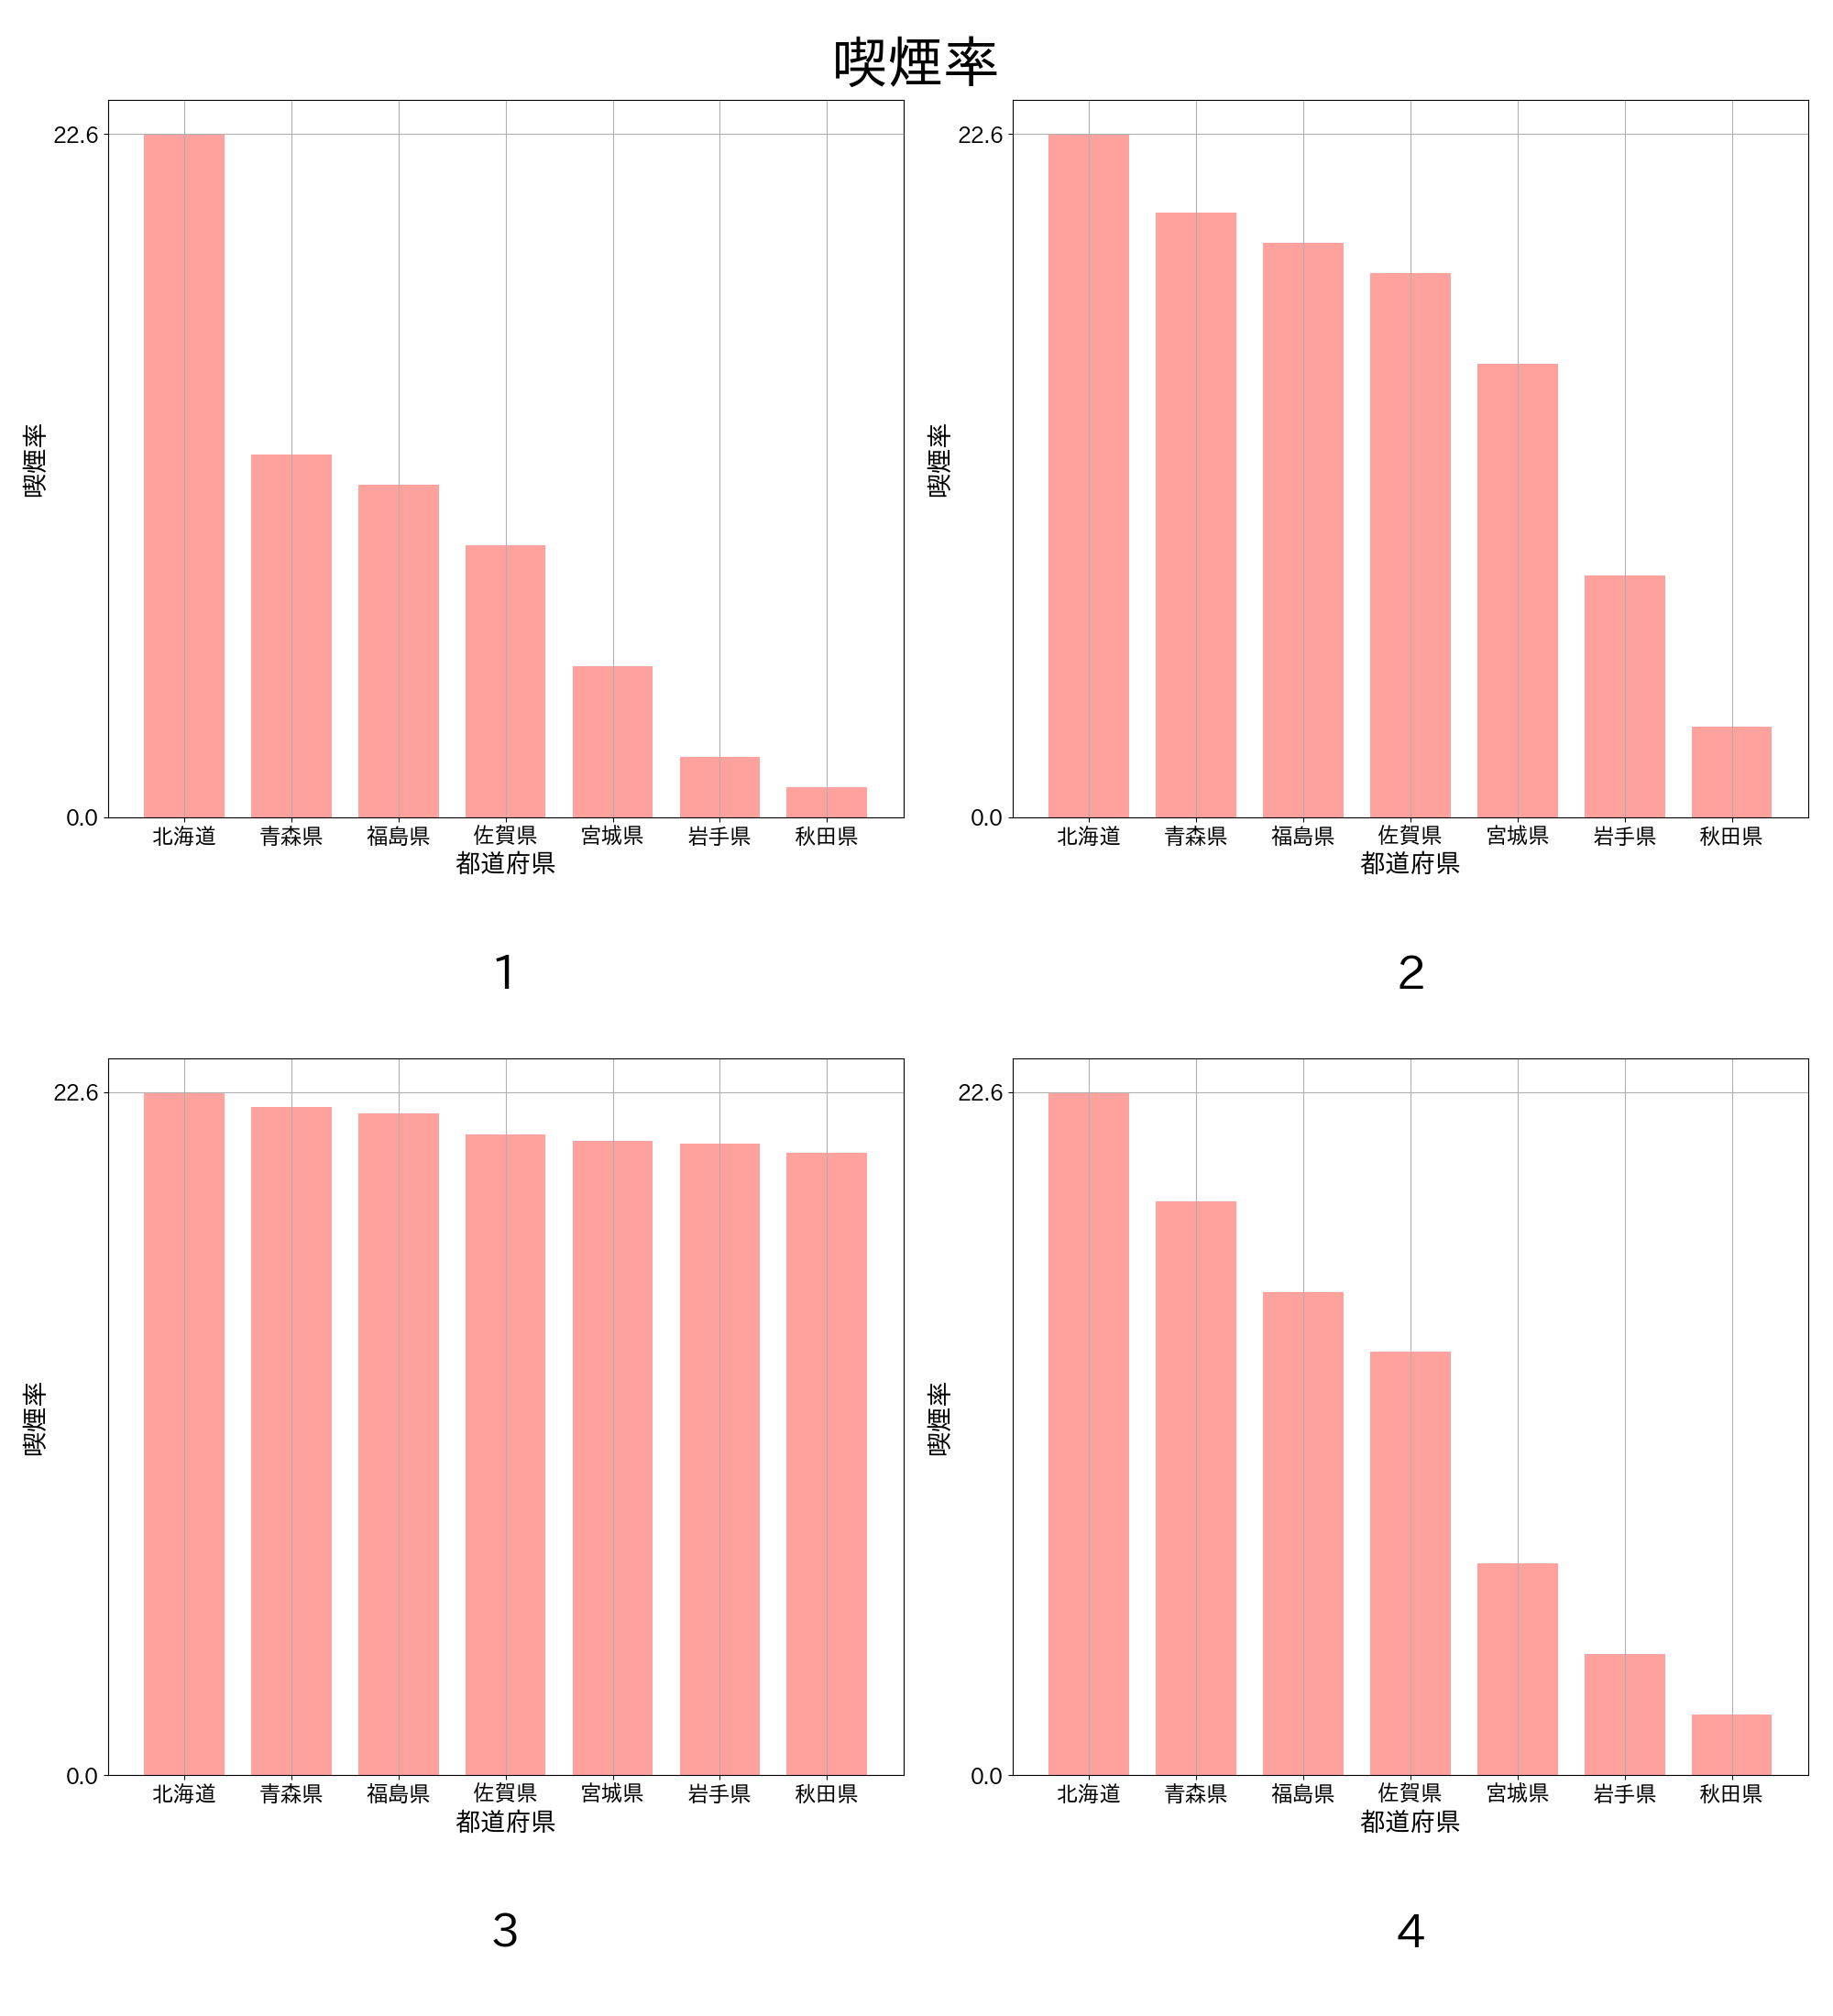 喫煙率
22.6
喫煙率
0.0
北海道 青森県 福島県 佐賀県 宮城県 岩手県 秋田県
都道府県
1
22.6
喫煙率
0.0
北海道 青森県 福島県 佐賀県 宮城県 岩手県 秋田県
都道府県
2
22.6
喫煙率
0.0
北海道 青森県 福島県 佐賀県 宮城県 岩手県 秋田県
都道府県
3
22.6
喫煙率
0.0
北海道 青森県 福島県 佐賀県 宮城県 岩手県 秋田県
都道府県
4